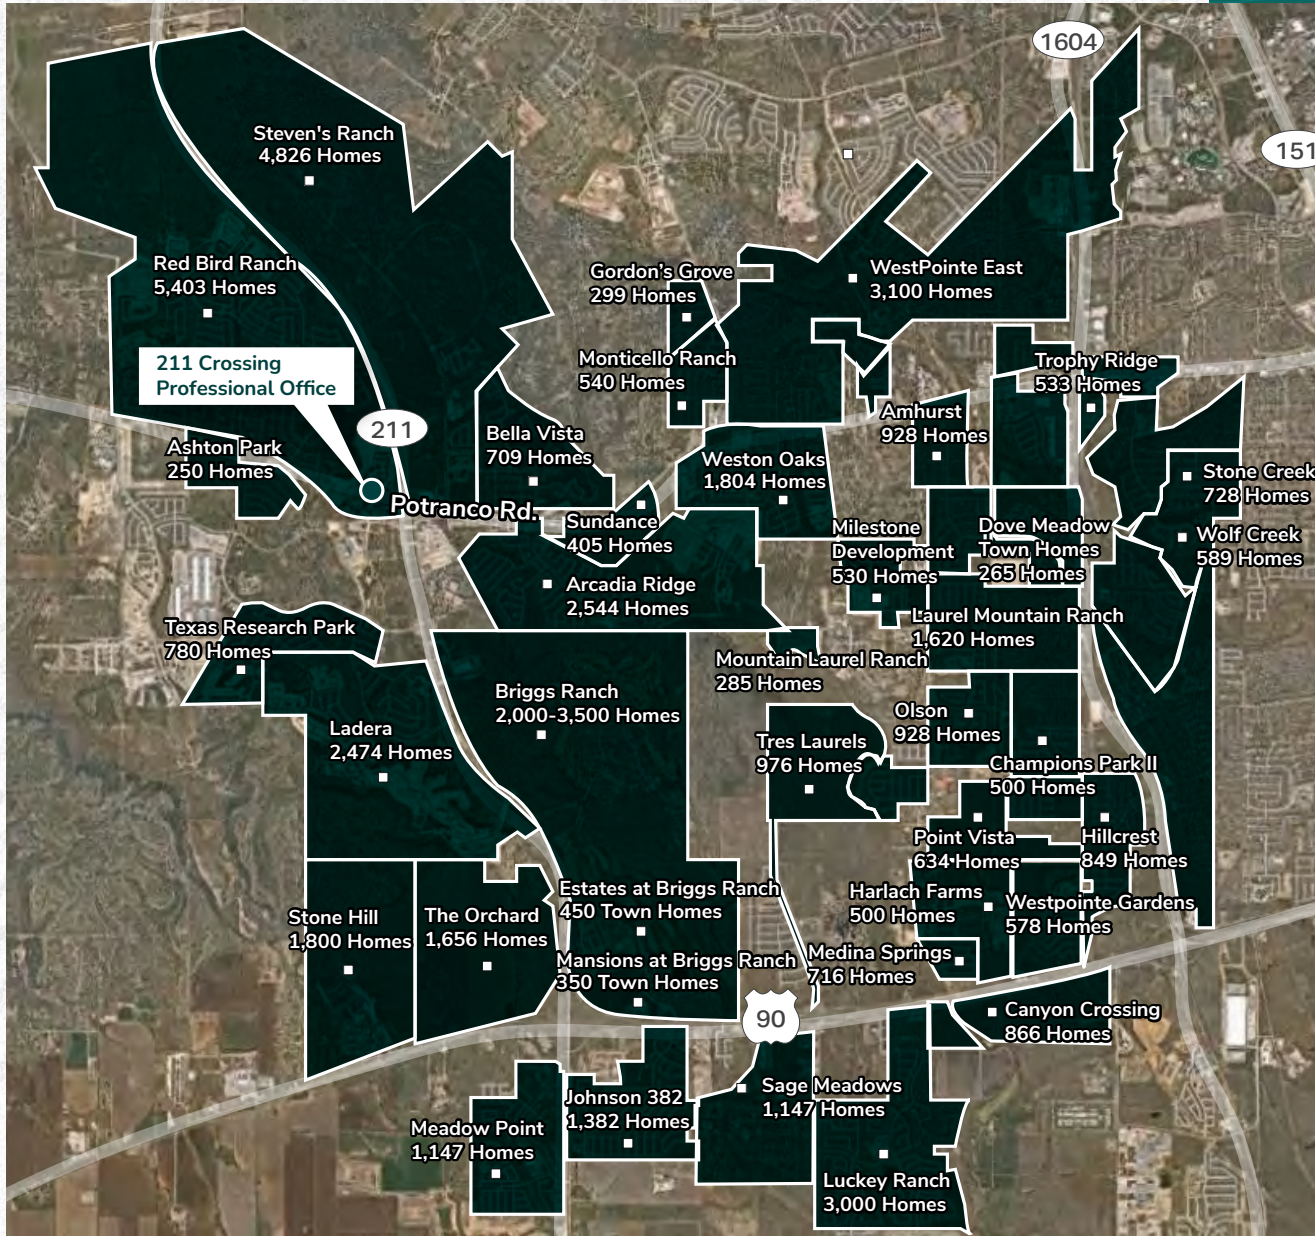 1604
151
Steven's Ranch
4,826 Homes
Red Bird Ranch
5,403 Homes
Gordon's Grove
299 Homes
WestPointe East
3,100 Homes
211 Crossing
Professional Office
Monticello Ranch
540 Homes
Trophy Ridge
533 Homes
211
Amhurst
928 Homes
Ashton Park
250 Homes
Bella Vista
709 Homes
Weston Oaks
1,804 Homes
Stone Creek
728 Homes
Potranco Rd.
Sundance
405 Homes
Milestone
Development
530 Homes
Dove Meadow
Town Homes
265 Homes
Wolf Creek
589 Homes
Arcadia Ridge
2,544 Homes
Laurel Mountain Ranch
1,620 Homes
Texas Research Park
780 Homes
Mountain Laurel Ranch
285 Homes
Briggs Ranch
2,000-3,500 Homes
Olson
928 Homes
Ladera
2,474 Homes
Tres Laurels
976 Homes
Champions Park II
500 Homes
Point Vista
634 Homes
Hillcrest
849 Homes
Estates at Briggs Ranch
450 Town Homes
Harlach Farms
500 Homes
Westpointe Gardens
578 Homes
Stone Hill
1,800 Homes
The Orchard
1,656 Homes
Mansions at Briggs Ranch
350 Town Homes
Medina Springs
716 Homes
90
Canyon Crossing
866 Homes
Sage Meadows
1,147 Homes
Johnson 382
1,382 Homes
Meadow Point
1,147 Homes
Luckey Ranch
3,000 Homes